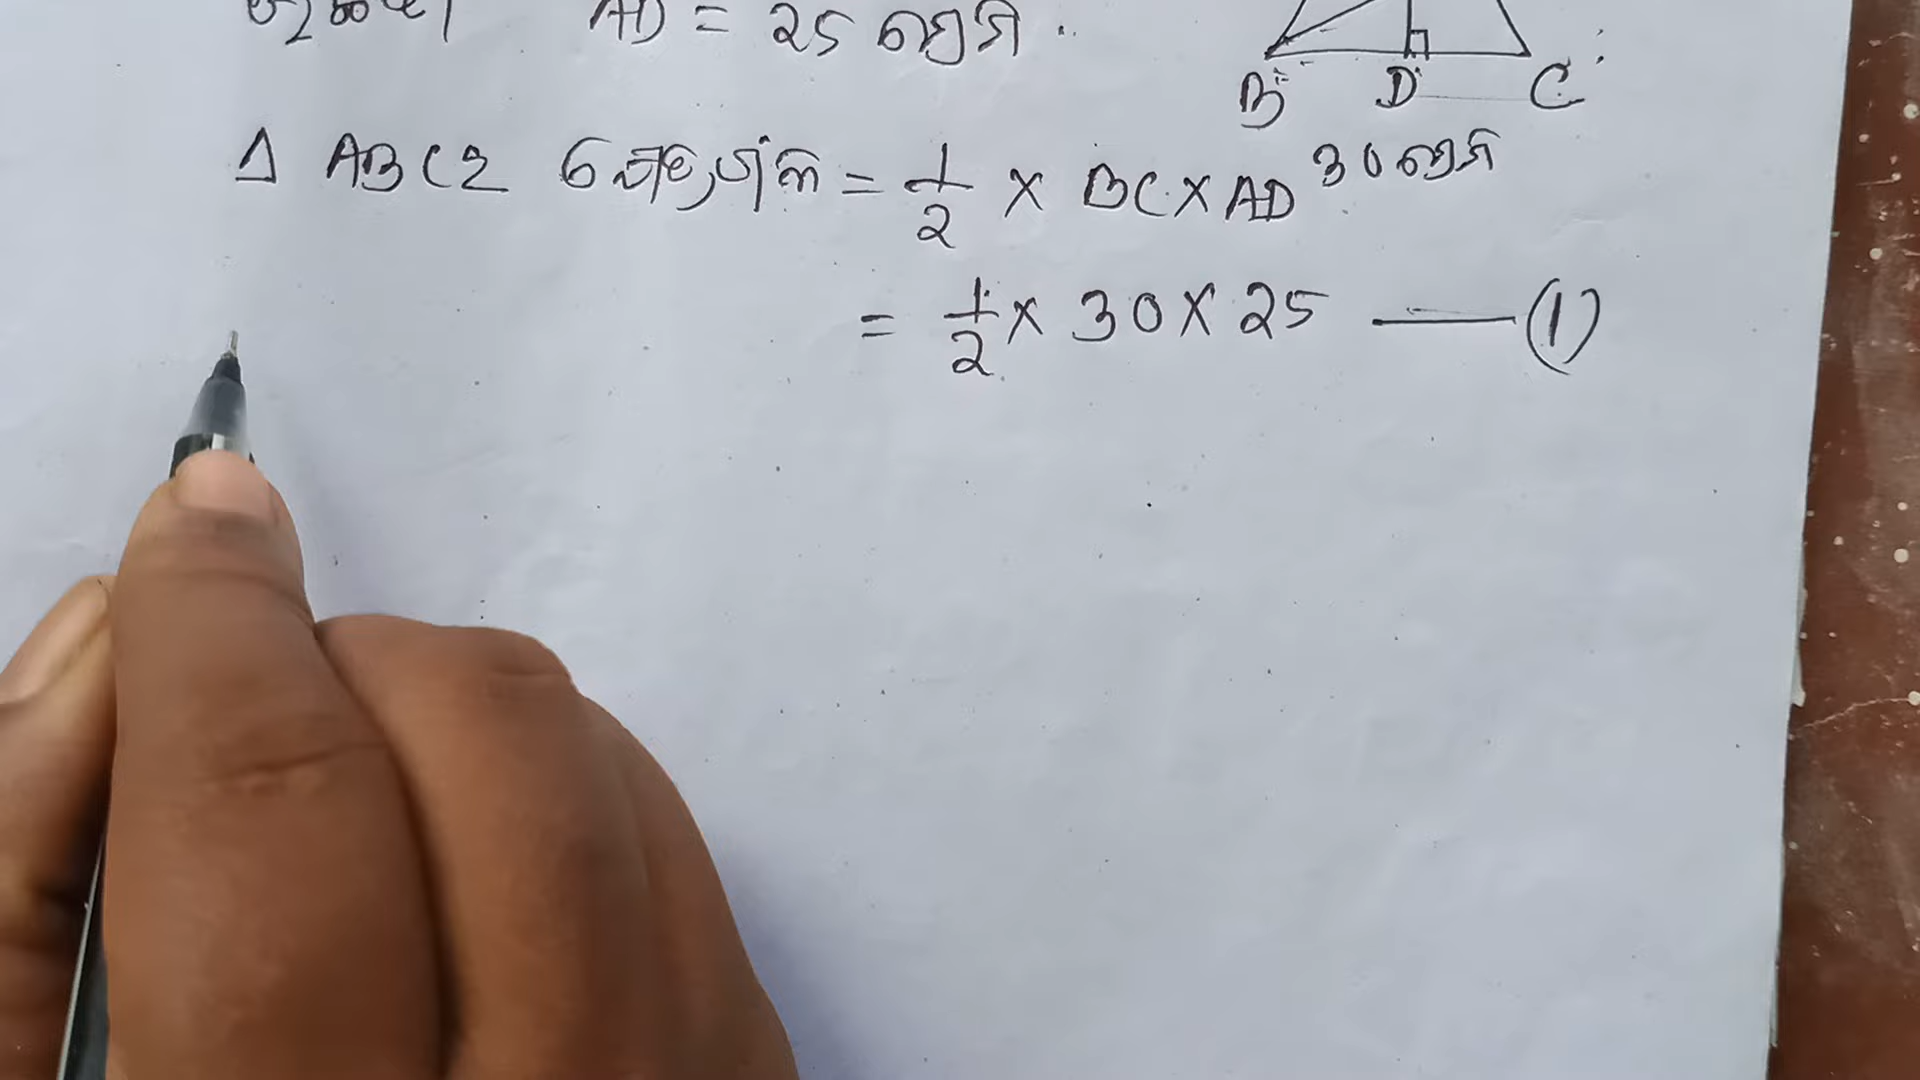 AD = 25 ସେମି
B D C
30 ସେମି
Δ ABC ର କ୍ଷେତ୍ରଫଳ = 1/2 × BC × AD
= 1/2 × 30 × 25 —— (1)